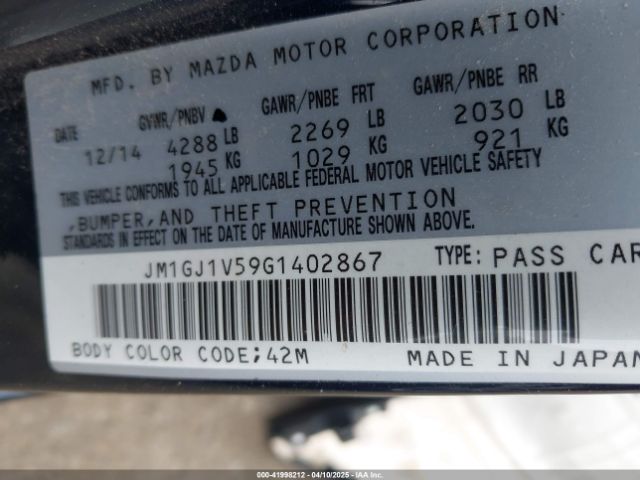 MFD. BY MAZDA MOTOR CORPORATION
DATE GVWR/PNBV GAWR/PNBE FRT GAWR/PNBE RR
12/14 4288 LB 2269 LB 2030 LB
1945 KG 1029 KG 921 KG
THIS VEHICLE CONFORMS TO ALL APPLICABLE FEDERAL MOTOR VEHICLE SAFETY
,BUMPER,AND THEFT PREVENTION
STANDARDS IN EFFECT ON THE DATE OF MANUFACTURE SHOWN ABOVE.
JM1GJ1V59G1402867 TYPE: PASS CAR
BODY COLOR CODE;42M MADE IN JAPAN
000-41998212 - 04/10/2025 - IAAI.COM